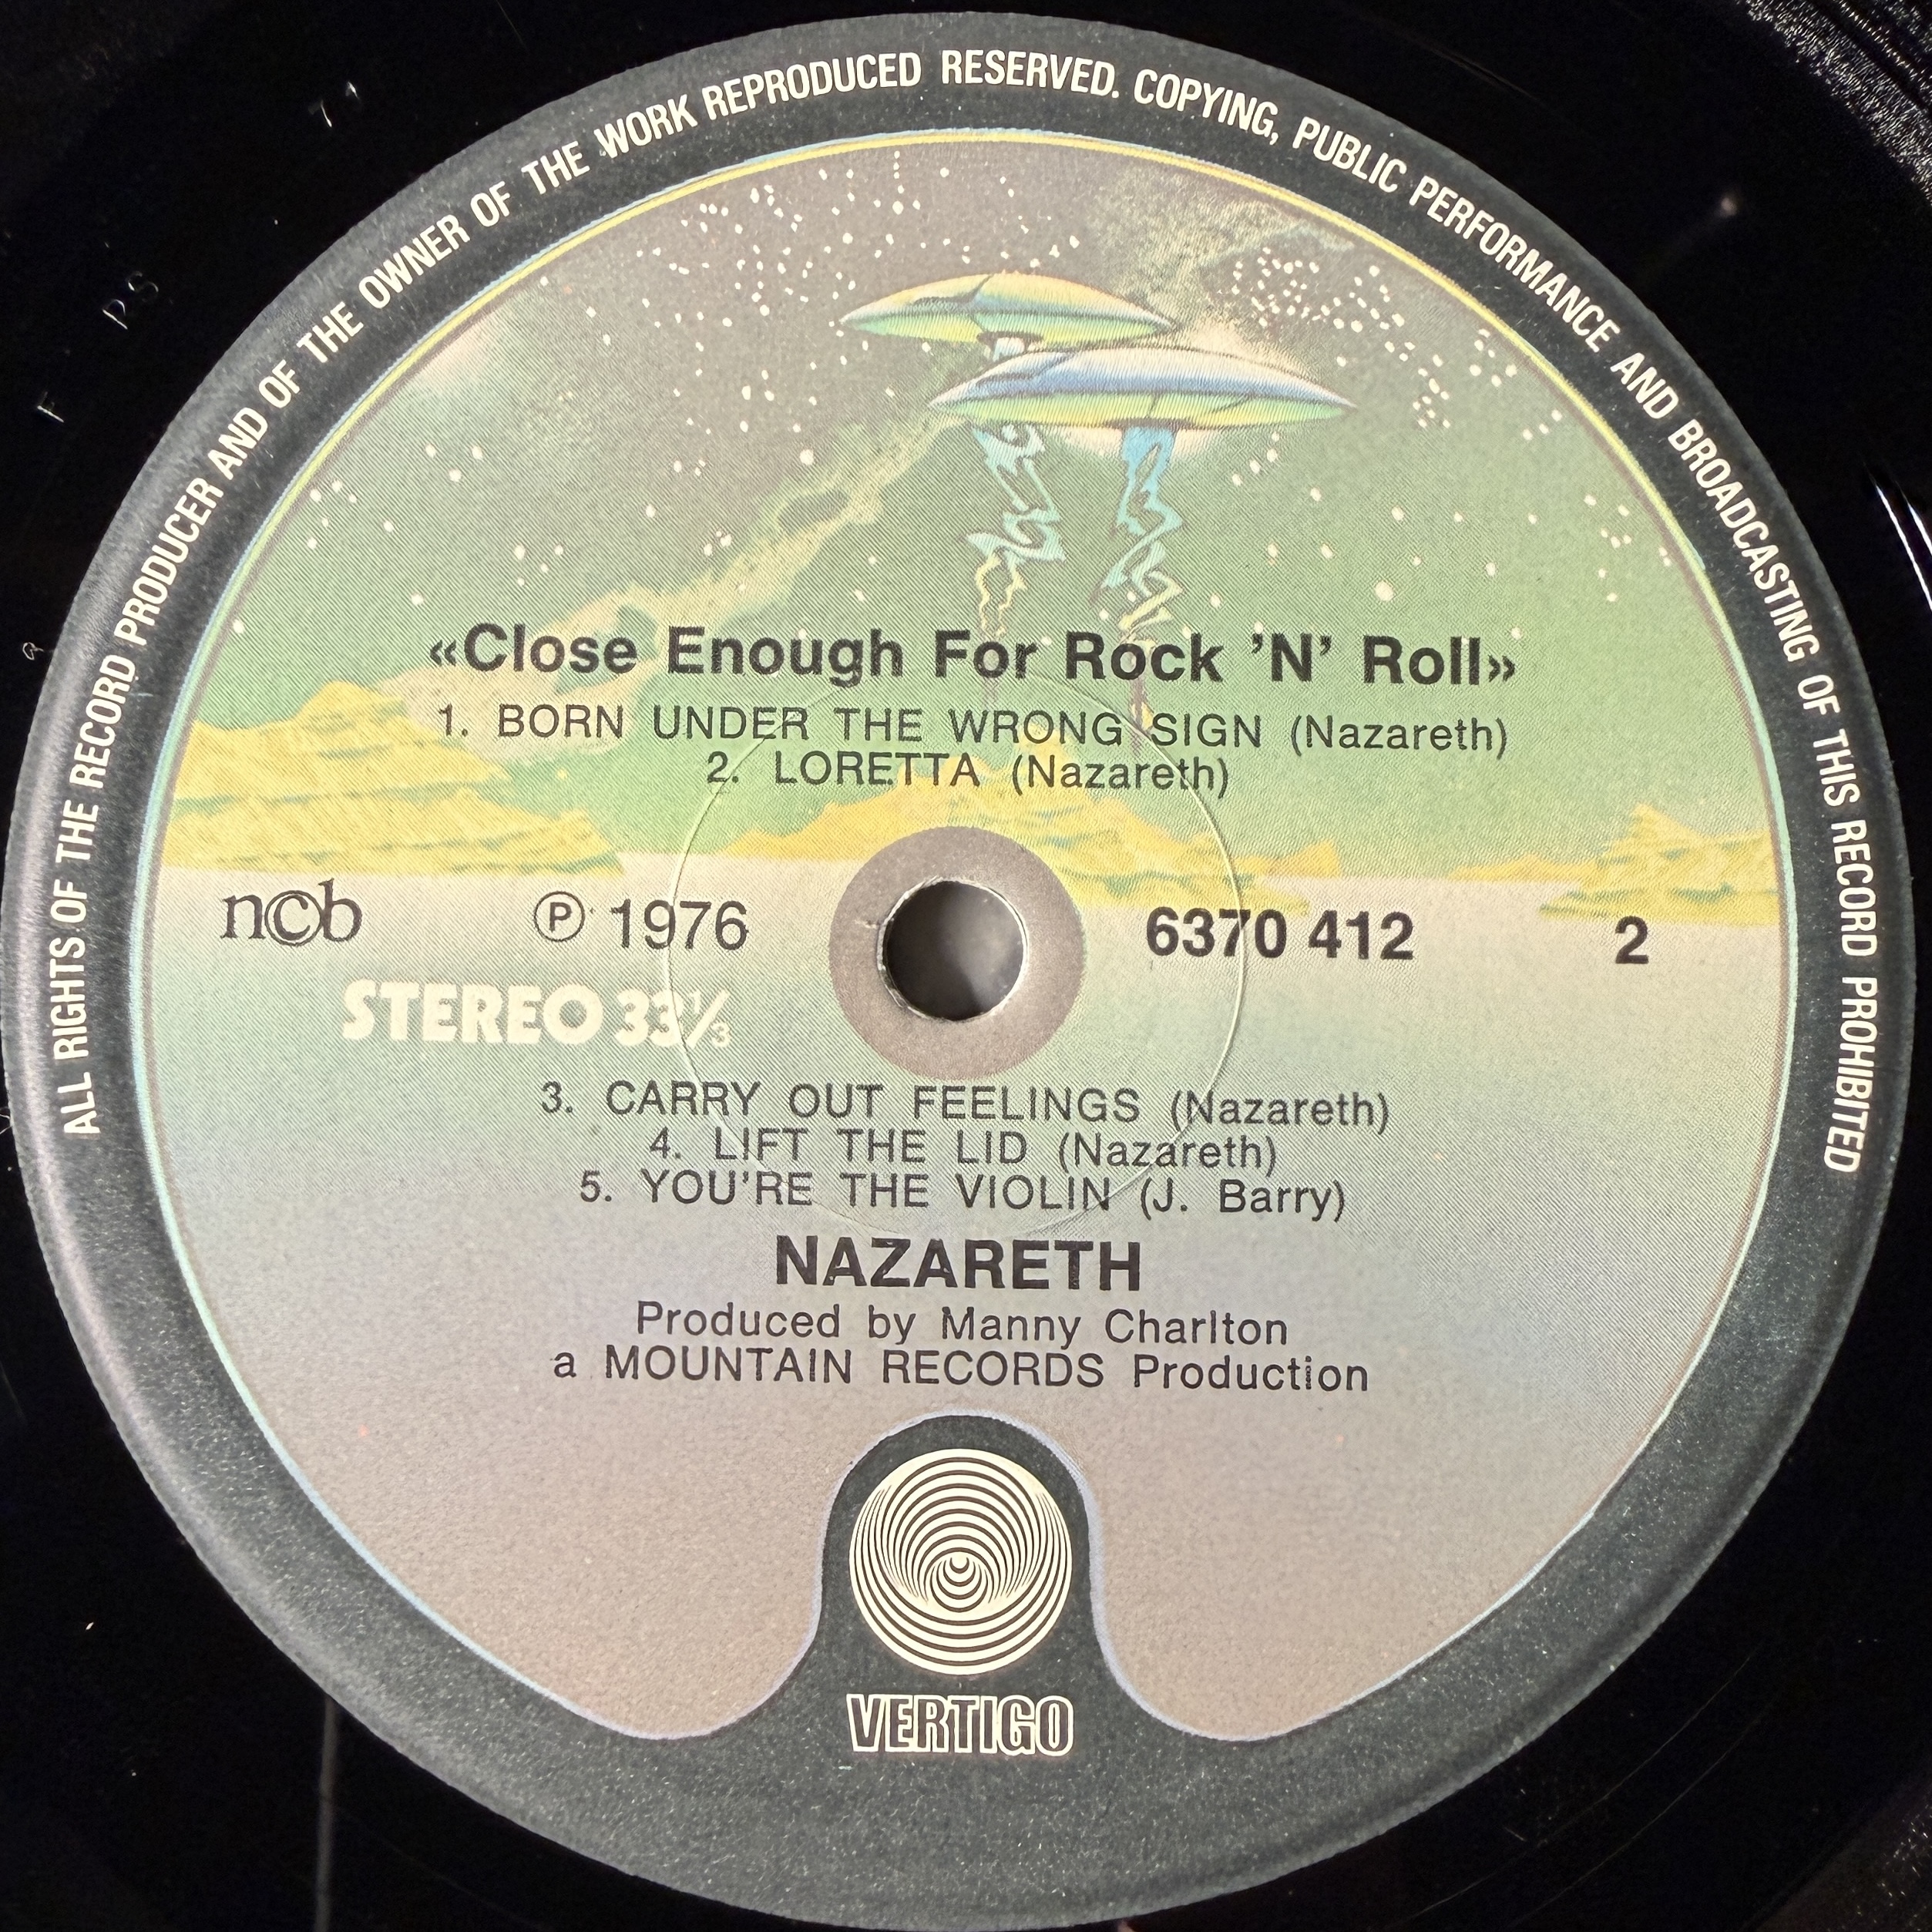 ALL RIGHTS OF THE RECORD PRODUCER AND OF THE OWNER OF THE WORK REPRODUCED RESERVED. COPYING, PUBLIC PERFORMANCE AND BROADCASTING OF THIS RECORD PROHIBITED
«Close Enough For Rock 'N' Roll»
1. BORN UNDER THE WRONG SIGN (Nazareth)
2. LORETTA (Nazareth)
n©b ℗ 1976 6370 412 2
STEREO 33⅓
3. CARRY OUT FEELINGS (Nazareth)
4. LIFT THE LID (Nazareth)
5. YOU'RE THE VIOLIN (J. Barry)
NAZARETH
Produced by Manny Charlton
a MOUNTAIN RECORDS Production
VERTIGO